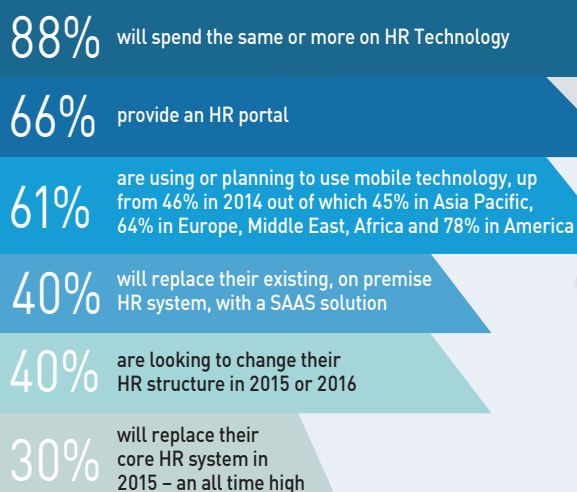 88% will spend the same or more on HR Technology
66% provide an HR portal
61% are using or planning to use mobile technology, up
from 46% in 2014 out of which 45% in Asia Pacific,
64% in Europe, Middle East, Africa and 78% in America
40% will replace their existing, on premise
HR system, with a SAAS solution
40% are looking to change their
HR structure in 2015 or 2016
30% will replace their
core HR system in
2015 – an all time high